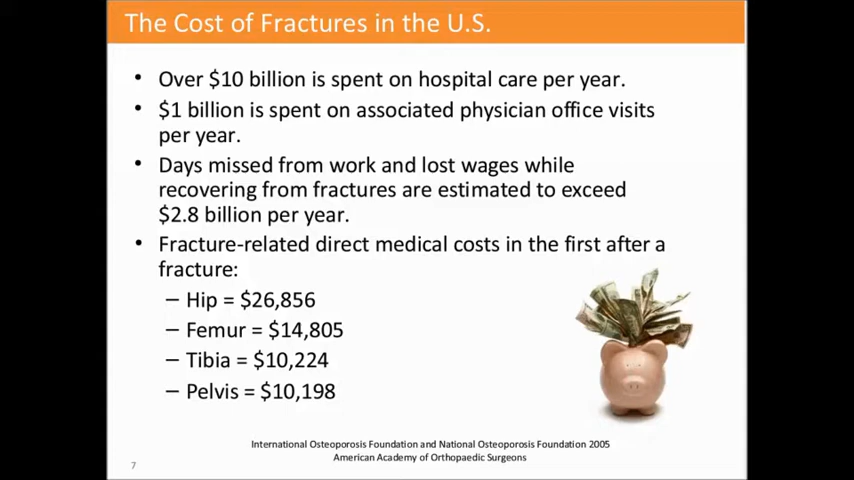 The Cost of Fractures in the U.S.
• Over $10 billion is spent on hospital care per year.
• $1 billion is spent on associated physician office visits
per year.
• Days missed from work and lost wages while
recovering from fractures are estimated to exceed
$2.8 billion per year.
• Fracture-related direct medical costs in the first after a
fracture:
– Hip = $26,856
– Femur = $14,805
– Tibia = $10,224
– Pelvis = $10,198
International Osteoporosis Foundation and National Osteoporosis Foundation 2005
American Academy of Orthopaedic Surgeons
7